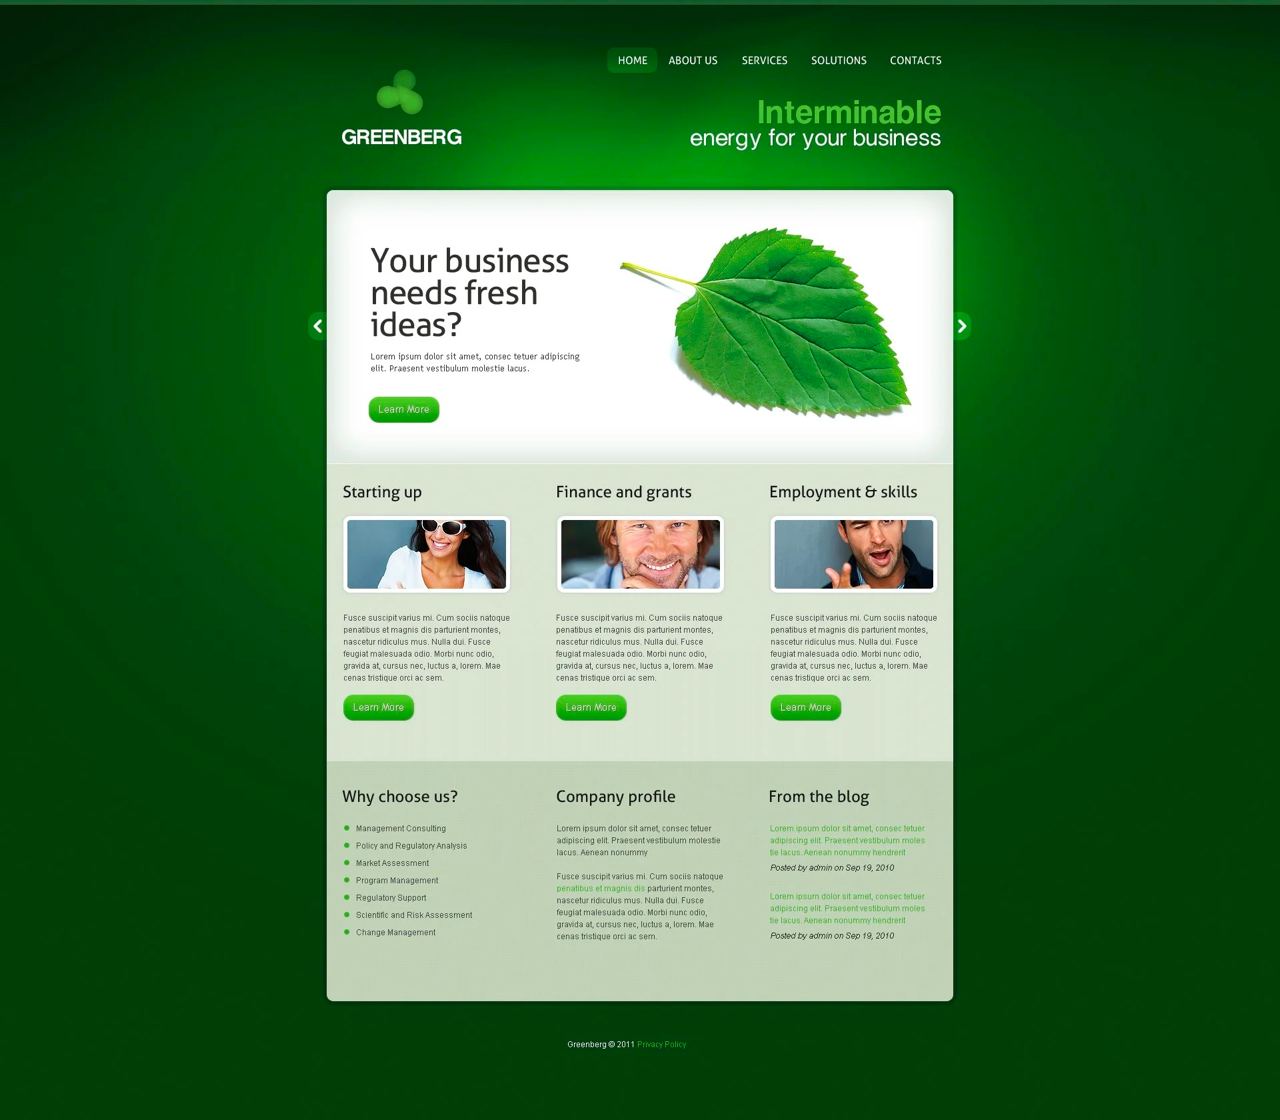 HOME
ABOUT US
SERVICES
SOLUTIONS
CONTACTS
GREENBERG
Interminable
energy for your business
Your business
needs fresh
ideas?
Lorem ipsum dolor sit amet, consec tetuer adipiscing
elit. Praesent vestibulum molestie lacus.
Learn More
Starting up
Fusce suscipit varius mi. Cum sociis natoque
penatibus et magnis dis parturient montes,
nascetur ridiculus mus. Nulla dui. Fusce
feugiat malesuada odio. Morbi nunc odio,
gravida at, cursus nec, luctus a, lorem. Mae
cenas tristique orci ac sem.
Learn More
Finance and grants
Fusce suscipit varius mi. Cum sociis natoque
penatibus et magnis dis parturient montes,
nascetur ridiculus mus. Nulla dui. Fusce
feugiat malesuada odio. Morbi nunc odio,
gravida at, cursus nec, luctus a, lorem. Mae
cenas tristique orci ac sem.
Learn More
Employment & skills
Fusce suscipit varius mi. Cum sociis natoque
penatibus et magnis dis parturient montes,
nascetur ridiculus mus. Nulla dui. Fusce
feugiat malesuada odio. Morbi nunc odio,
gravida at, cursus nec, luctus a, lorem. Mae
cenas tristique orci ac sem.
Learn More
Why choose us?
Management Consulting
Policy and Regulatory Analysis
Market Assessment
Program Management
Regulatory Support
Scientific and Risk Assessment
Change Management
Company profile
Lorem ipsum dolor sit amet, consec tetuer
adipiscing elit. Praesent vestibulum molestie
lacus. Aenean nonummy
Fusce suscipit varius mi. Cum sociis natoque
penatibus et magnis dis parturient montes,
nascetur ridiculus mus. Nulla dui. Fusce
feugiat malesuada odio. Morbi nunc odio,
gravida at, cursus nec, luctus a, lorem. Mae
cenas tristique orci ac sem.
From the blog
Lorem ipsum dolor sit amet, consec tetuer
adipiscing elit. Praesent vestibulum moles
tie lacus. Aenean nonummy hendrerit
Posted by admin on Sep 19, 2010
Lorem ipsum dolor sit amet, consec tetuer
adipiscing elit. Praesent vestibulum moles
tie lacus. Aenean nonummy hendrerit
Posted by admin on Sep 19, 2010
Greenberg © 2011 Privacy Policy